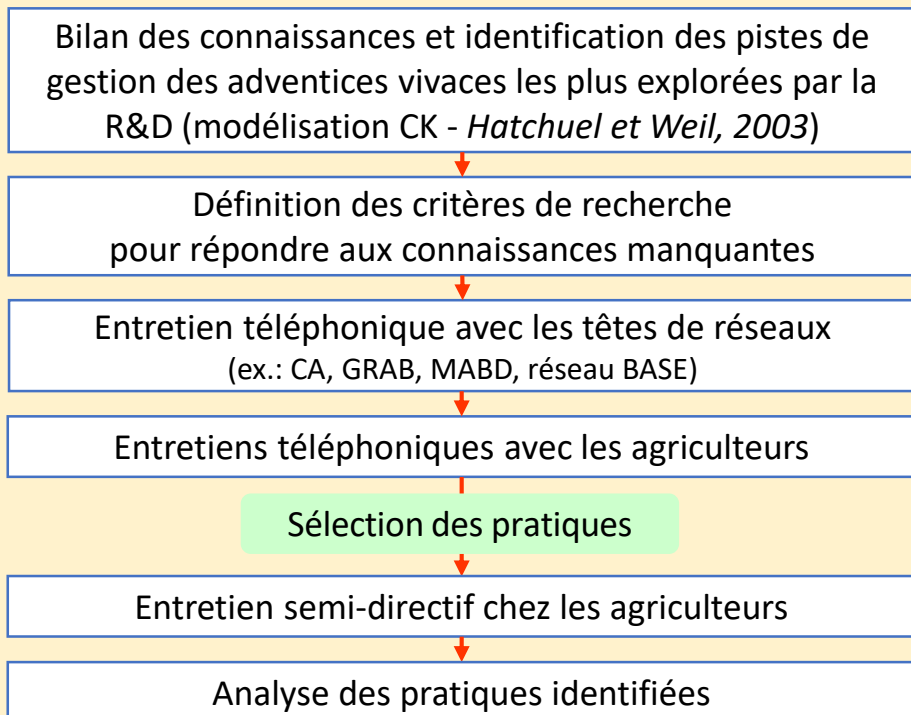 Bilan des connaissances et identification des pistes de
gestion des adventices vivaces les plus explorées par la
R&D (modélisation CK - Hatchuel et Weil, 2003)
Définition des critères de recherche
pour répondre aux connaissances manquantes
Entretien téléphonique avec les têtes de réseaux
(ex.: CA, GRAB, MABD, réseau BASE)
Entretiens téléphoniques avec les agriculteurs
Sélection des pratiques
Entretien semi-directif chez les agriculteurs
Analyse des pratiques identifiées